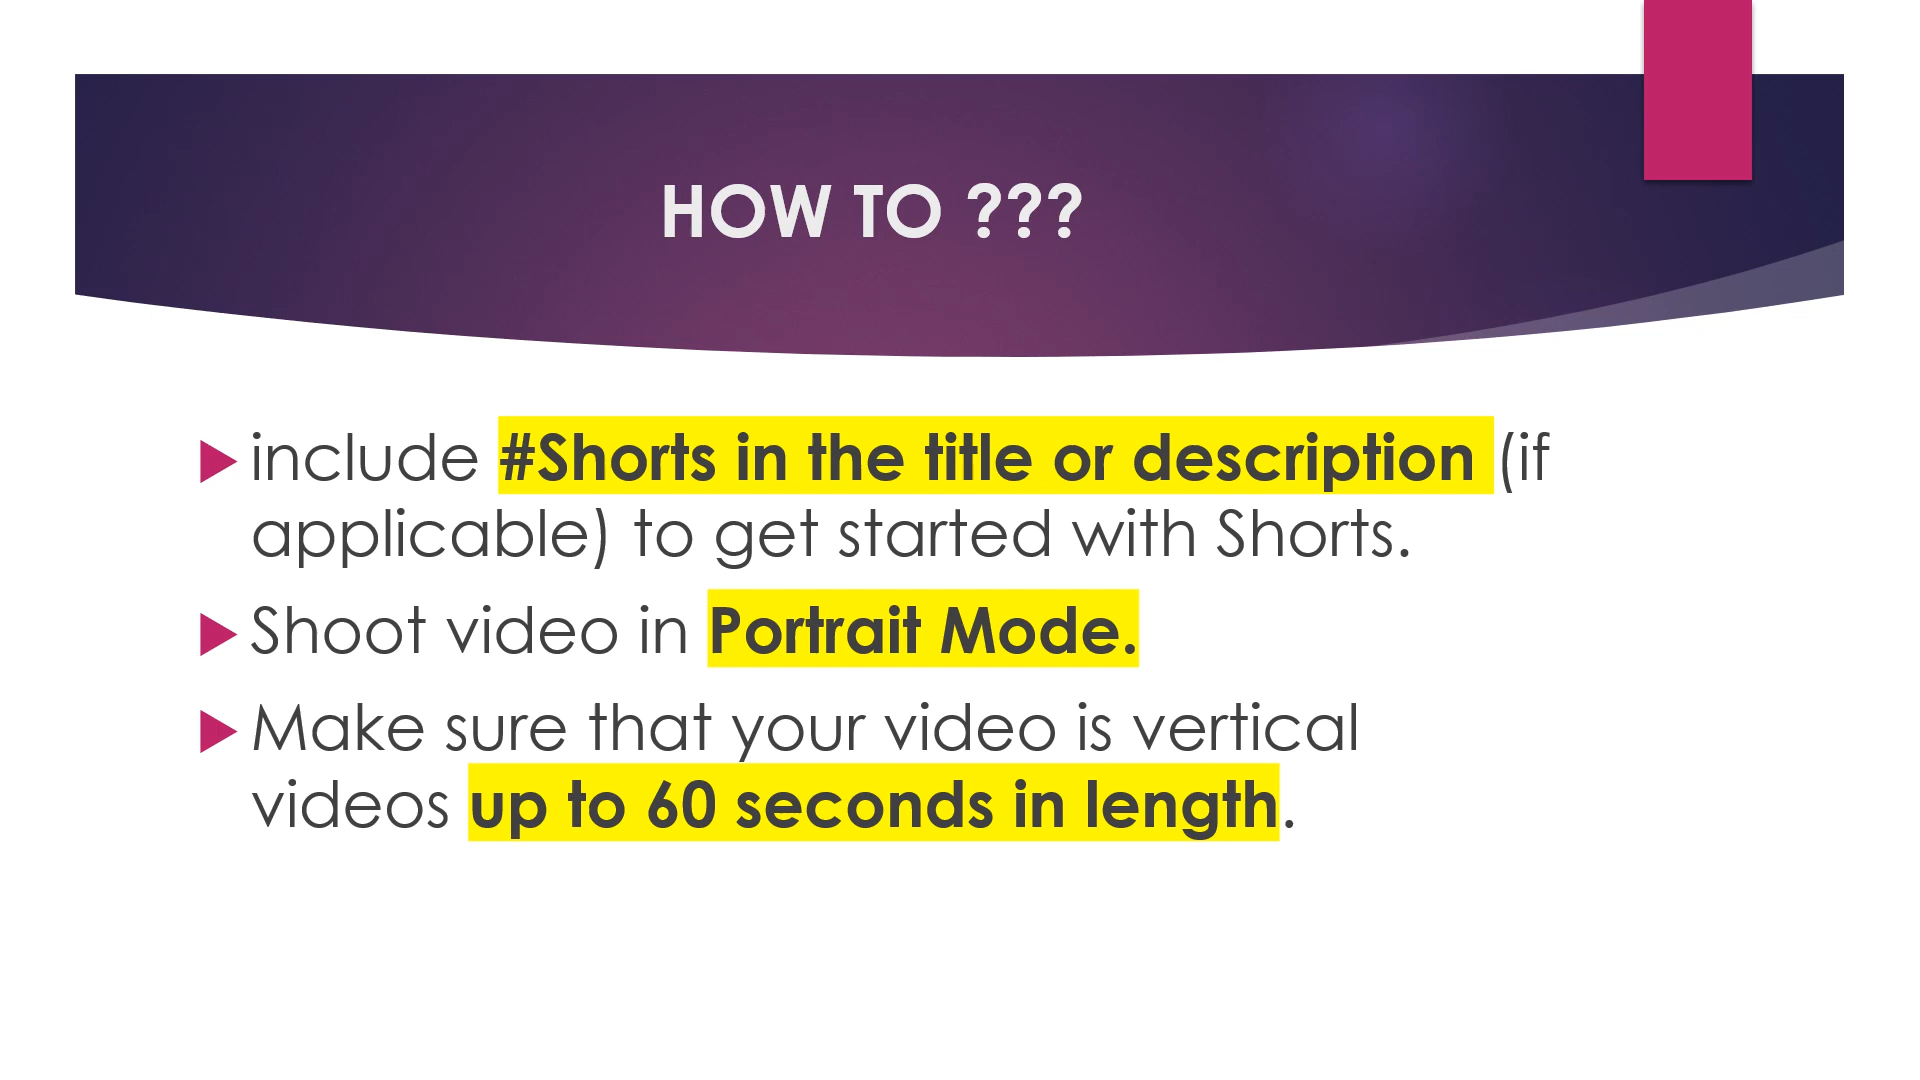 HOW TO ???
include #Shorts in the title or description (if
applicable) to get started with Shorts.
Shoot video in Portrait Mode.
Make sure that your video is vertical
videos up to 60 seconds in length.